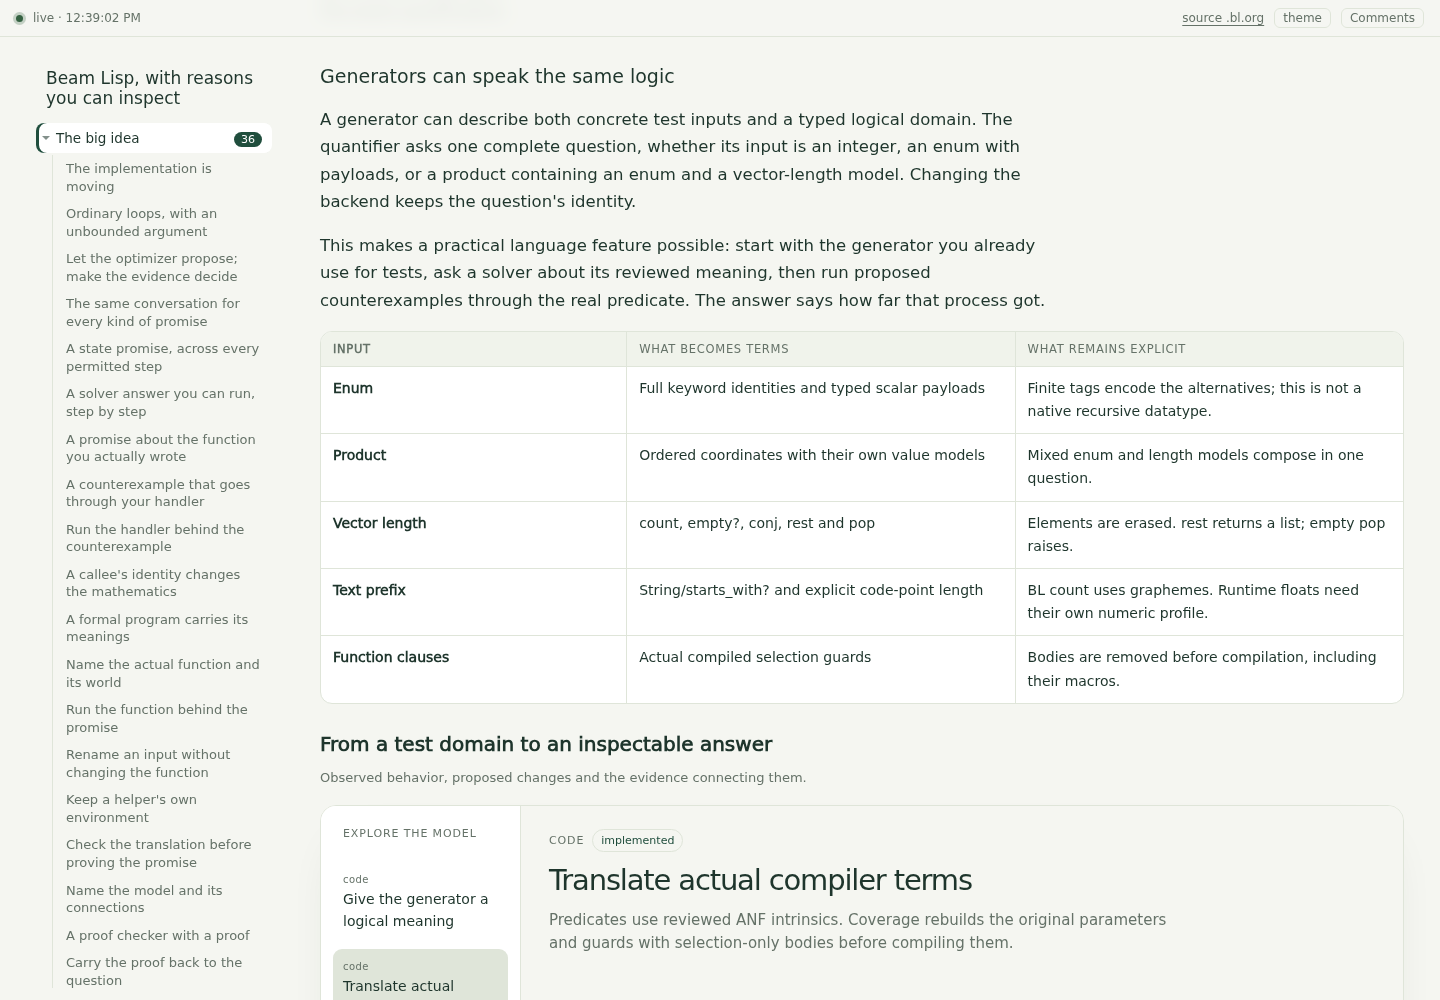 live · 12:39:02 PM
source .bl.org
theme
Comments
Beam Lisp, with reasons
you can inspect
The big idea
36
The implementation is
moving
Ordinary loops, with an
unbounded argument
Let the optimizer propose;
make the evidence decide
The same conversation for
every kind of promise
A state promise, across every
permitted step
A solver answer you can run,
step by step
A promise about the function
you actually wrote
A counterexample that goes
through your handler
Run the handler behind the
counterexample
A callee's identity changes
the mathematics
A formal program carries its
meanings
Name the actual function and
its world
Run the function behind the
promise
Rename an input without
changing the function
Keep a helper's own
environment
Check the translation before
proving the promise
Name the model and its
connections
A proof checker with a proof
Carry the proof back to the
question
Generators can speak the same logic
A generator can describe both concrete test inputs and a typed logical domain. The
quantifier asks one complete question, whether its input is an integer, an enum with
payloads, or a product containing an enum and a vector-length model. Changing the
backend keeps the question's identity.
This makes a practical language feature possible: start with the generator you already
use for tests, ask a solver about its reviewed meaning, then run proposed
counterexamples through the real predicate. The answer says how far that process got.
INPUT
WHAT BECOMES TERMS
WHAT REMAINS EXPLICIT
Enum
Full keyword identities and typed scalar payloads
Finite tags encode the alternatives; this is not a
native recursive datatype.
Product
Ordered coordinates with their own value models
Mixed enum and length models compose in one
question.
Vector length
count, empty?, conj, rest and pop
Elements are erased. rest returns a list; empty pop
raises.
Text prefix
String/starts_with? and explicit code-point length
BL count uses graphemes. Runtime floats need
their own numeric profile.
Function clauses
Actual compiled selection guards
Bodies are removed before compilation, including
their macros.
From a test domain to an inspectable answer
Observed behavior, proposed changes and the evidence connecting them.
EXPLORE THE MODEL
code
Give the generator a
logical meaning
code
Translate actual
CODE
implemented
Translate actual compiler terms
Predicates use reviewed ANF intrinsics. Coverage rebuilds the original parameters
and guards with selection-only bodies before compiling them.